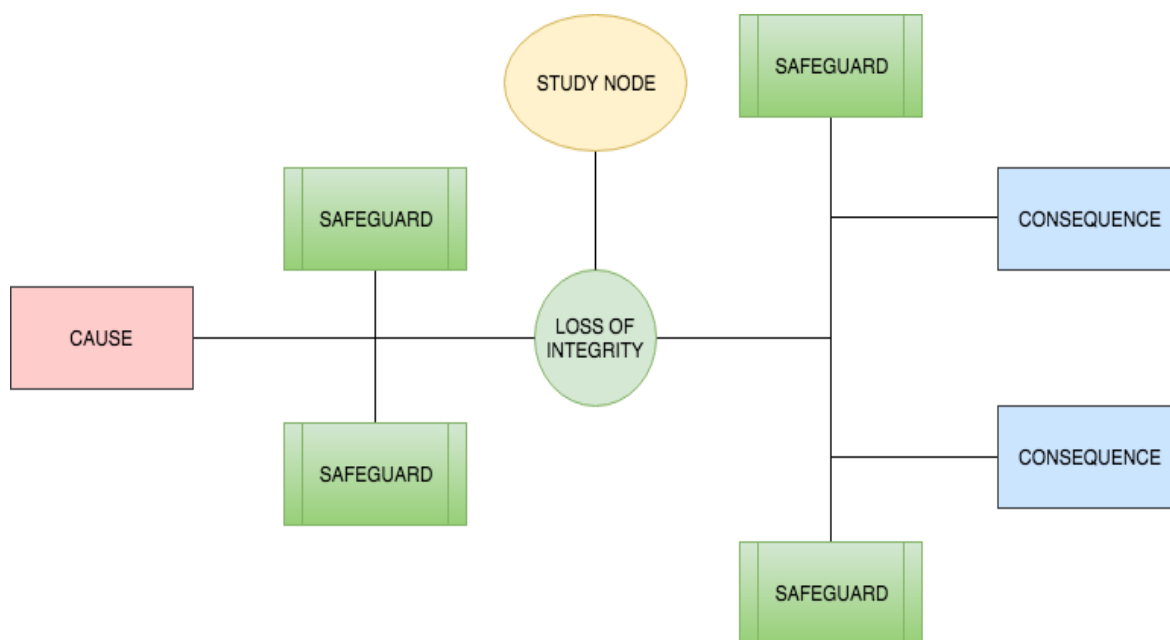 SAFEGUARD
STUDY NODE
SAFEGUARD
CONSEQUENCE
CAUSE
LOSS OF
INTEGRITY
SAFEGUARD
CONSEQUENCE
SAFEGUARD